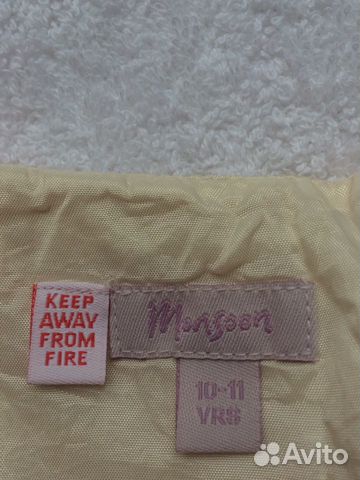 KEEP
AWAY
FROM
FIRE
Monsoon
10-11
YRS
Avito